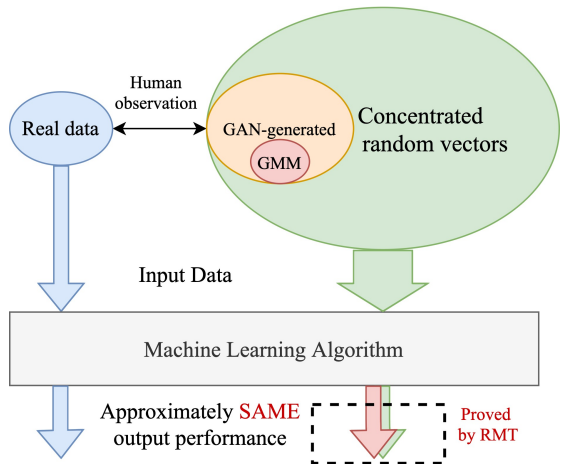 Human
observation
Real data
GAN-generated
GMM
Concentrated
random vectors
Input Data
Machine Learning Algorithm
Approximately SAME
output performance
Proved
by RMT